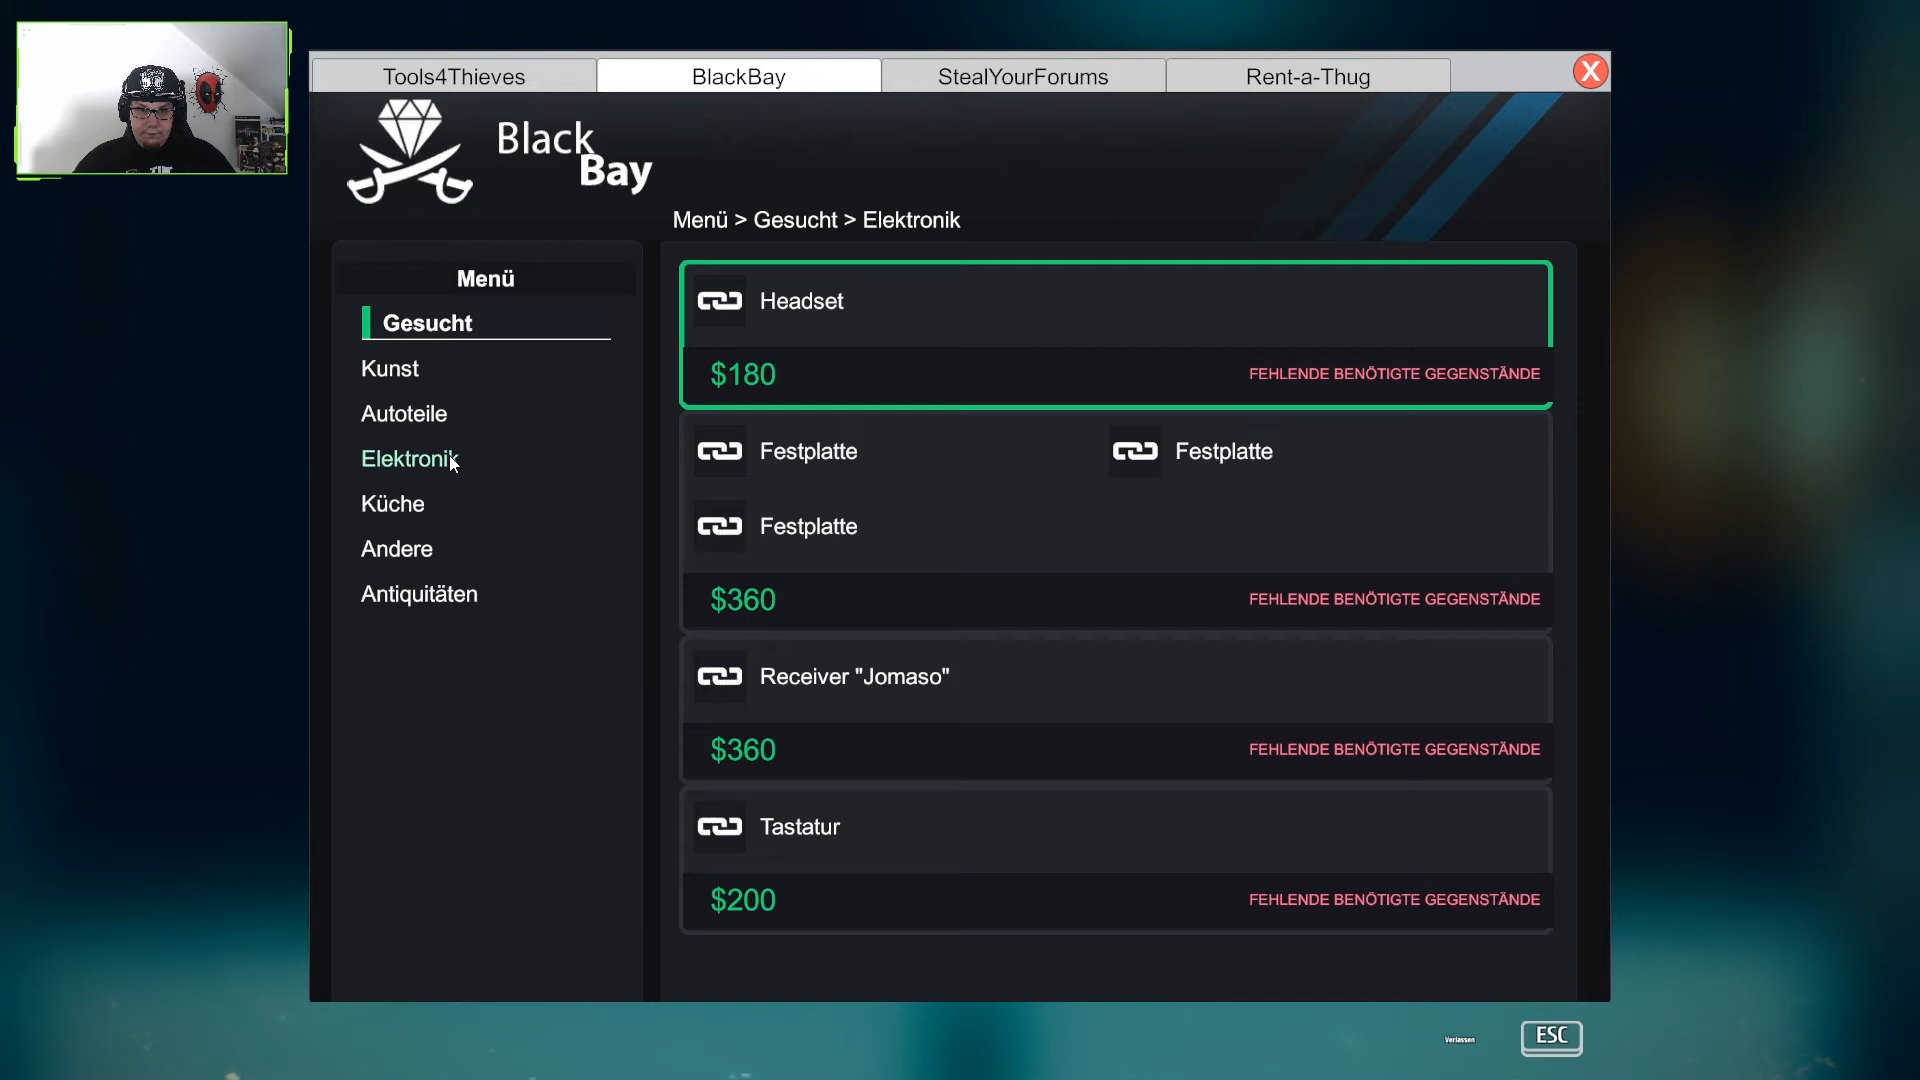 Tools4Thieves
BlackBay
StealYourForums
Rent-a-Thug
X
Black
Bay
Menü > Gesucht > Elektronik
Menü
Gesucht
Kunst
Autoteile
Elektronik
Küche
Andere
Antiquitäten
Headset
$180 FEHLENDE BENÖTIGTE GEGENSTÄNDE
Festplatte Festplatte
Festplatte
$360 FEHLENDE BENÖTIGTE GEGENSTÄNDE
Receiver "Jomaso"
$360 FEHLENDE BENÖTIGTE GEGENSTÄNDE
Tastatur
$200 FEHLENDE BENÖTIGTE GEGENSTÄNDE
Verlassen ESC